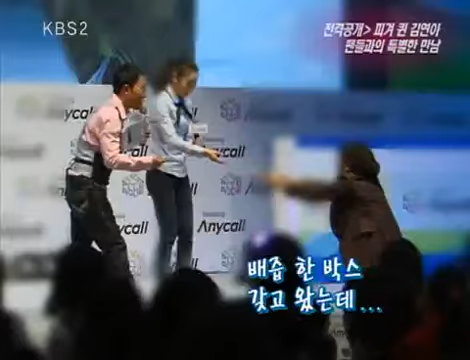 KBS2
전격공개> 피겨 퀸 김연아
팬들과의 특별한 만남
Anycall
Anycall
Anycall
Anycall
Anycall
배즙 한 박스
갖고 왔는데...